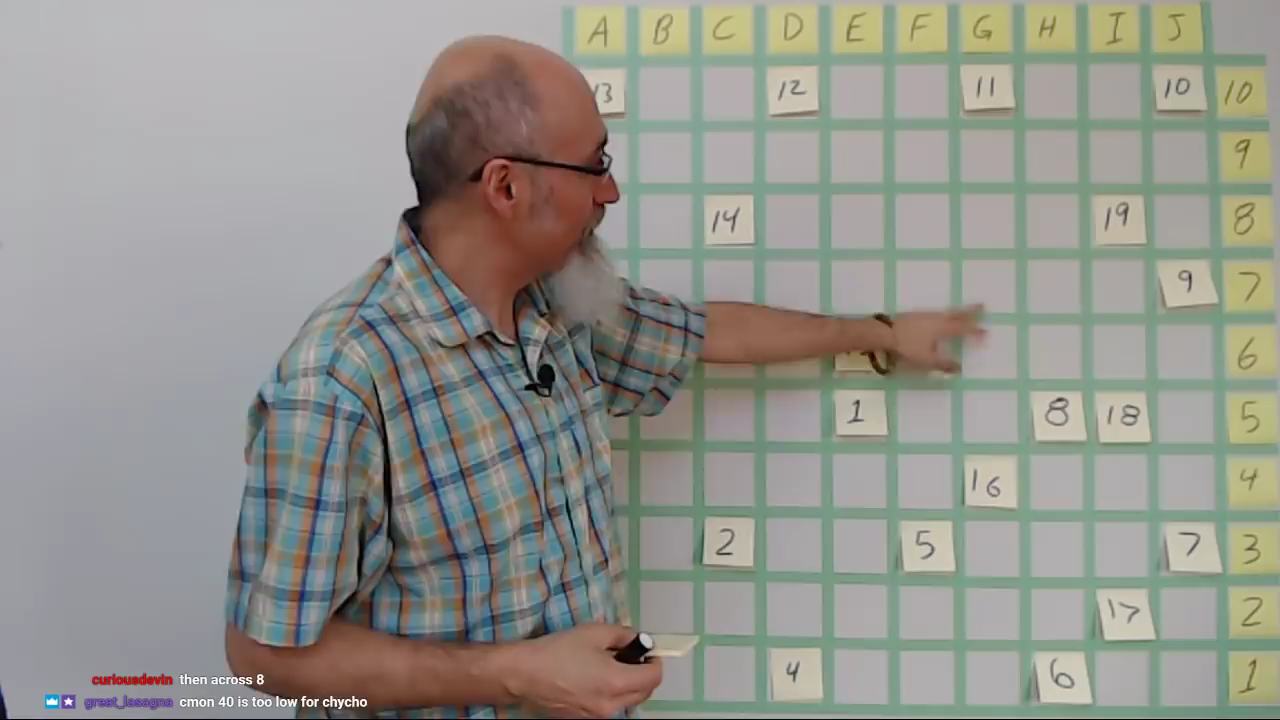 A B C D E F G H I J
13 12 11 10 10
9
14 19 8
9 7
6
1 8 18 5
16 4
2 5 7 3
17 2
4 6 1
curiousdevin then across 8
great_lasagna cmon 40 is too low for chycho